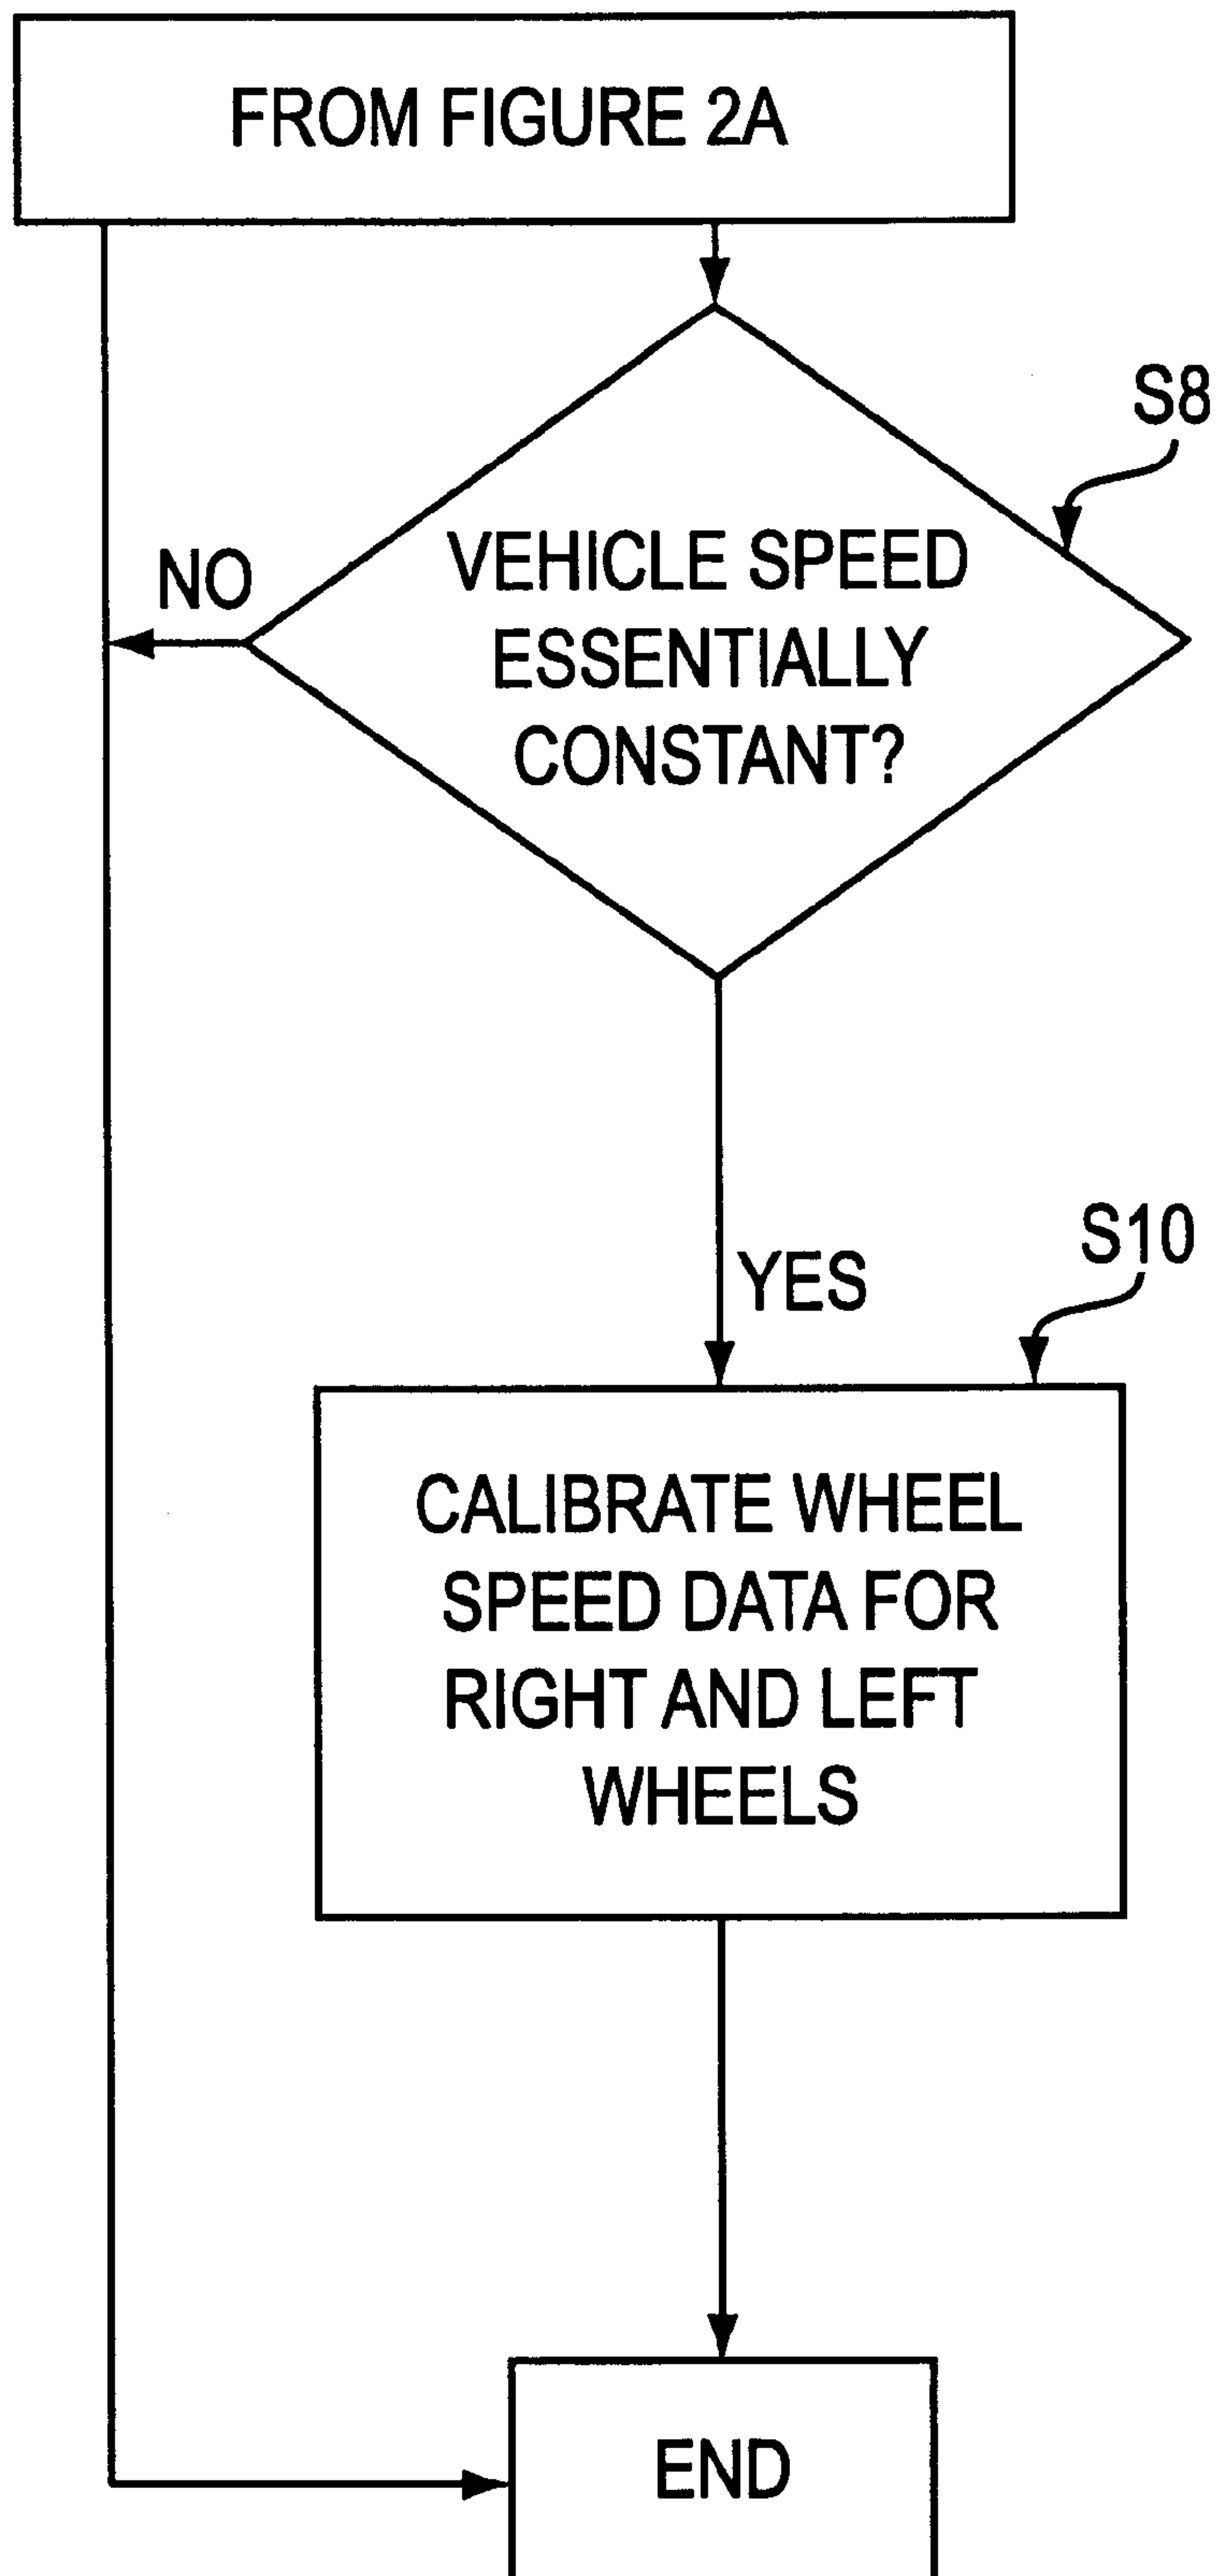 FROM FIGURE 2A
S8
NO
VEHICLE SPEED
ESSENTIALLY
CONSTANT?
YES
S10
CALIBRATE WHEEL
SPEED DATA FOR
RIGHT AND LEFT
WHEELS
END